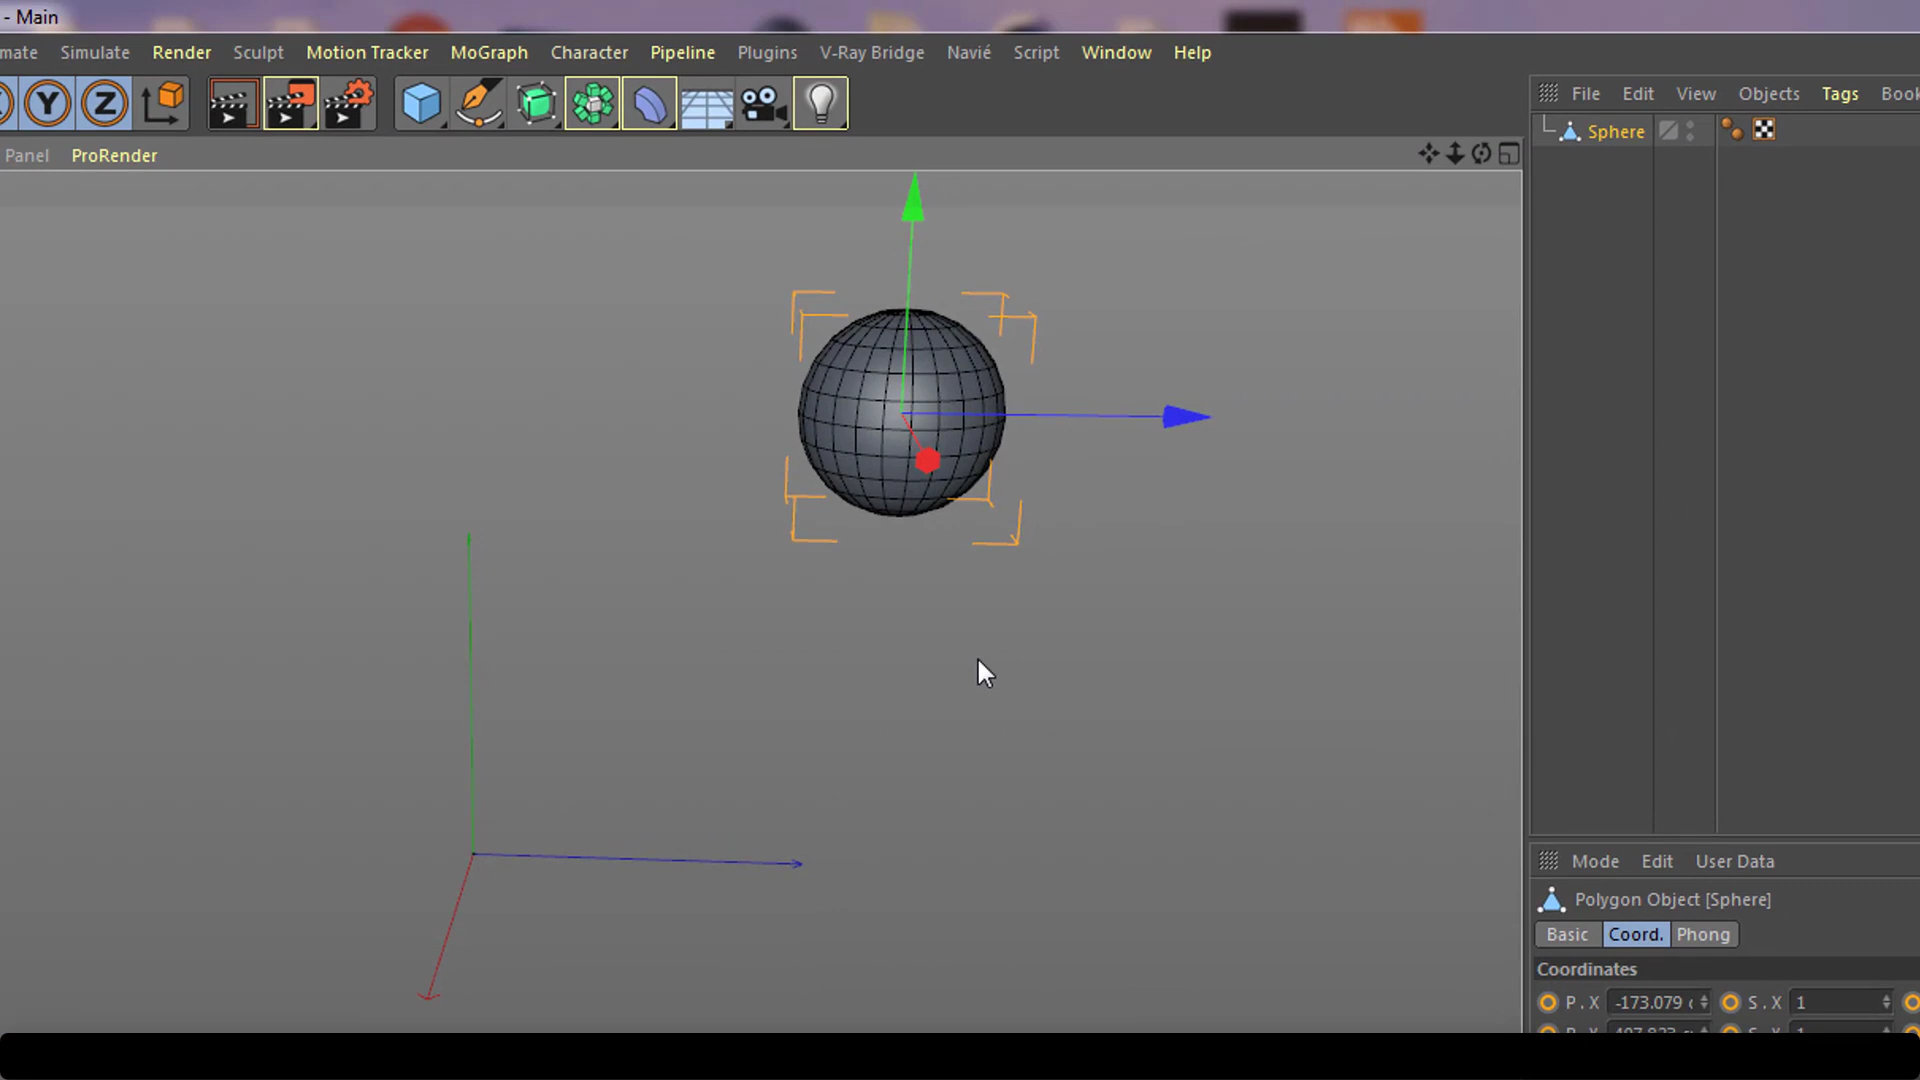 - Main
mate Simulate Render Sculpt Motion Tracker MoGraph Character Pipeline Plugins V-Ray Bridge Navié Script Window Help
Y Z
Panel ProRender
File Edit View Objects Tags Book
Sphere
Mode Edit User Data
Polygon Object [Sphere]
Basic Coord. Phong
Coordinates
P . X -173.079 c S . X 1